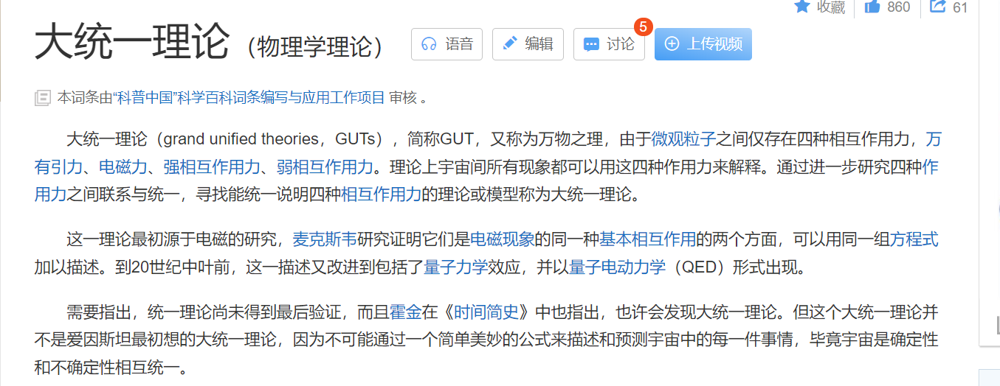 收藏 860 61
大统一理论（物理学理论） 语音 编辑 讨论 5 上传视频
本词条由“科普中国”科学百科词条编写与应用工作项目 审核 。
大统一理论（grand unified theories，GUTs），简称GUT，又称为万物之理，由于微观粒子之间仅存在四种相互作用力，万
有引力、电磁力、强相互作用力、弱相互作用力。理论上宇宙间所有现象都可以用这四种作用力来解释。通过进一步研究四种作
用力之间联系与统一，寻找能统一说明四种相互作用力的理论或模型称为大统一理论。
这一理论最初源于电磁的研究，麦克斯韦研究证明它们是电磁现象的同一种基本相互作用的两个方面，可以用同一组方程式
加以描述。到20世纪中叶前，这一描述又改进到包括了量子力学效应，并以量子电动力学（QED）形式出现。
需要指出，统一理论尚未得到最后验证，而且霍金在《时间简史》中也指出，也许会发现大统一理论。但这个大统一理论并
不是爱因斯坦最初想的大统一理论，因为不可能通过一个简单美妙的公式来描述和预测宇宙中的每一件事情，毕竟宇宙是确定性
和不确定性相互统一。